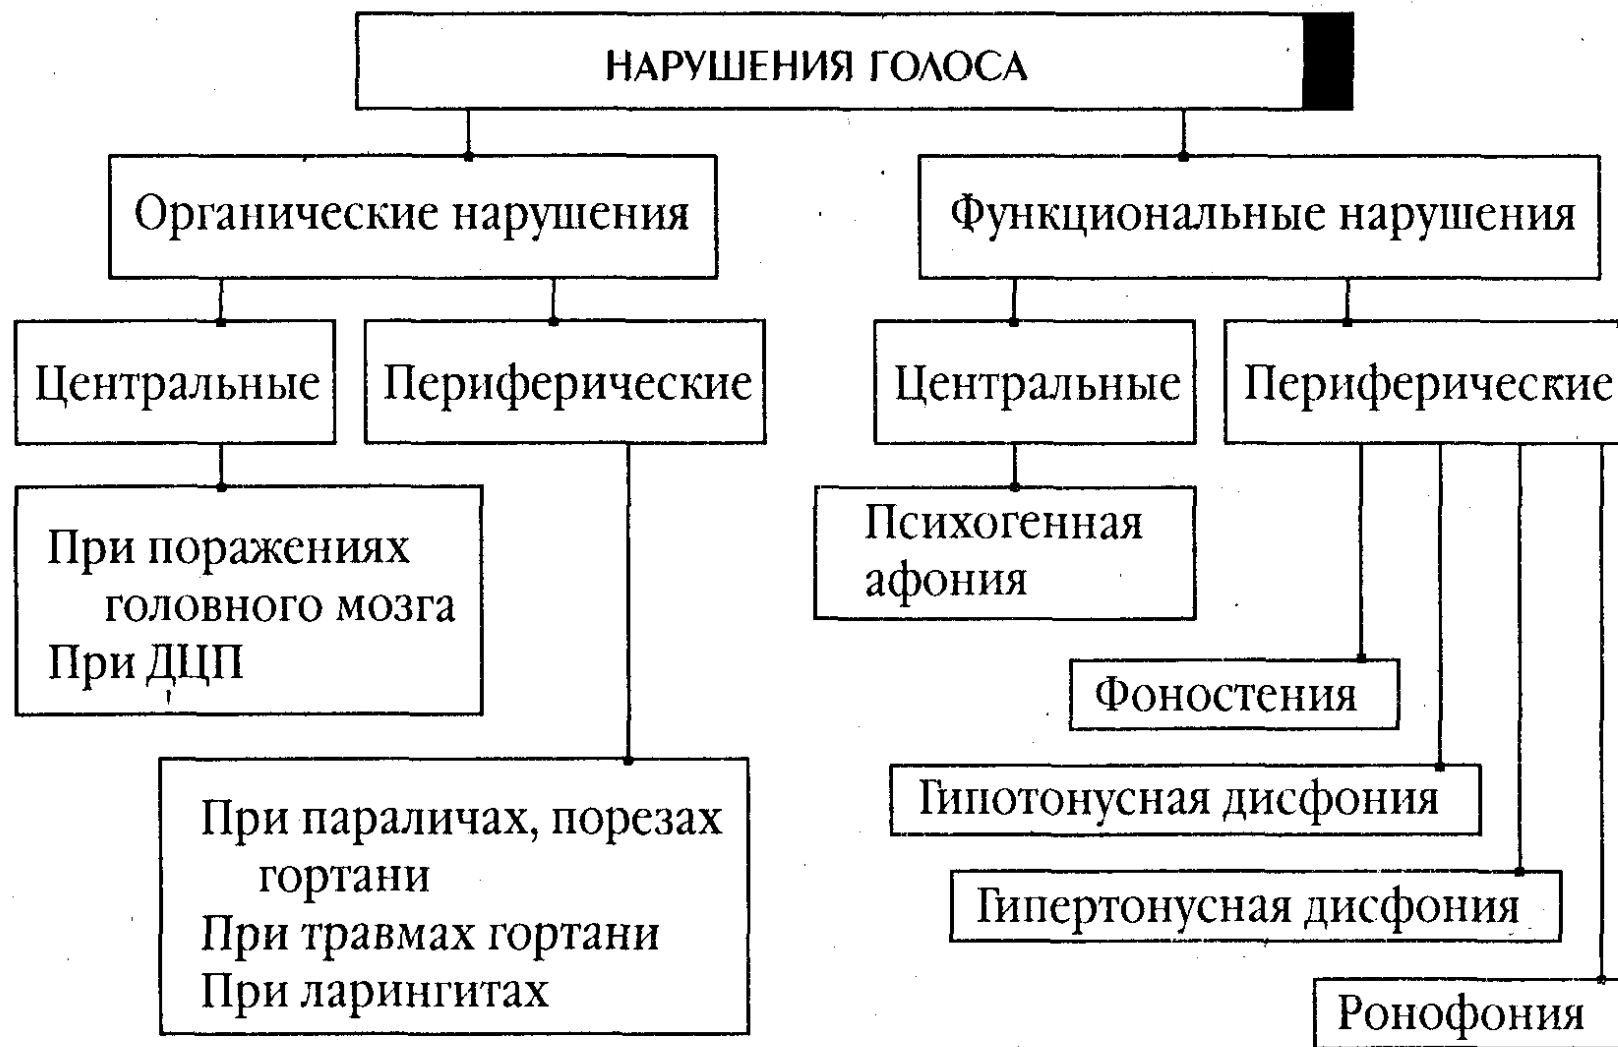 НАРУШЕНИЯ ГОЛОСА
Органические нарушения
Функциональные нарушения
Центральные
Периферические
Центральные
Периферические
При поражениях
головного мозга
При ДЦП
Психогенная
афония
Фоностения
При параличах, порезах
гортани
При травмах гортани
При ларингитах
Гипотонусная дисфония
Гипертонусная дисфония
Ронофония